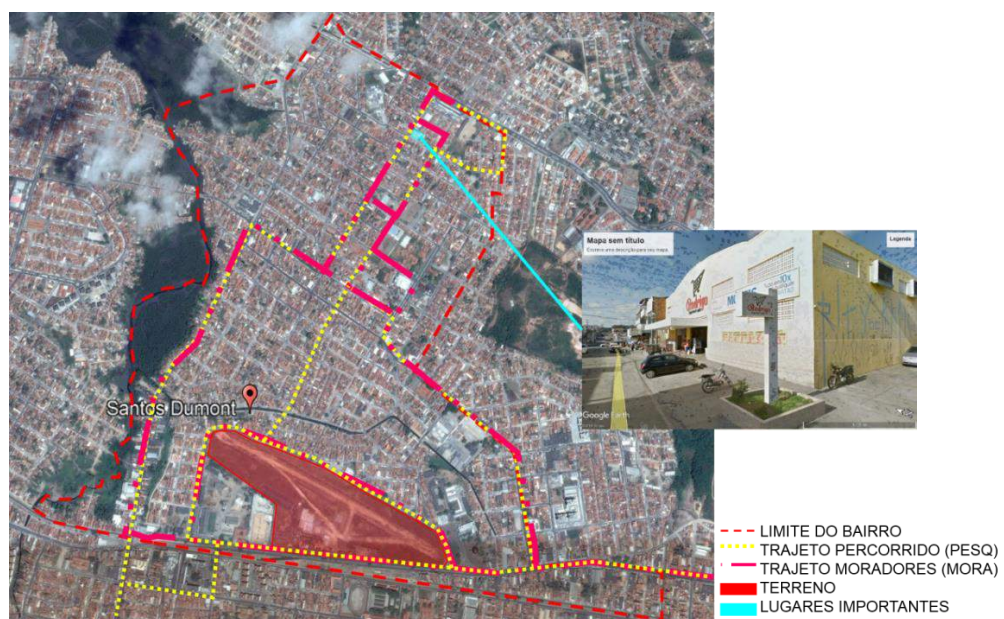 Mapa sem título
Legenda
Rodrigo
Santos Dumont
Google Earth
LIMITE DO BAIRRO
TRAJETO PERCORRIDO (PESQ)
TRAJETO MORADORES (MORA)
TERRENO
LUGARES IMPORTANTES